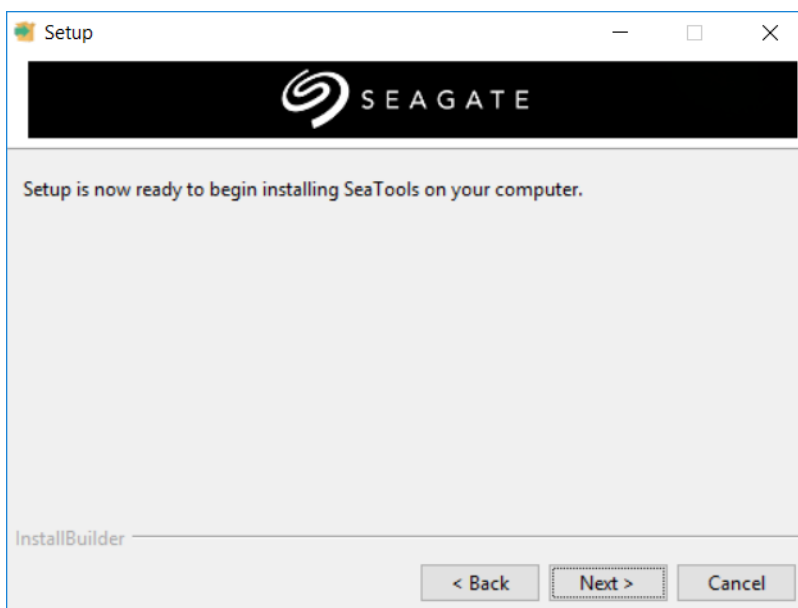 Setup
SEAGATE
Setup is now ready to begin installing SeaTools on your computer.
InstallBuilder
< Back
Next >
Cancel